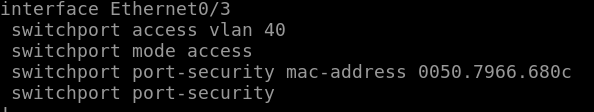 interface Ethernet0/3
switchport access vlan 40
switchport mode access
switchport port-security mac-address 0050.7966.680c
switchport port-security